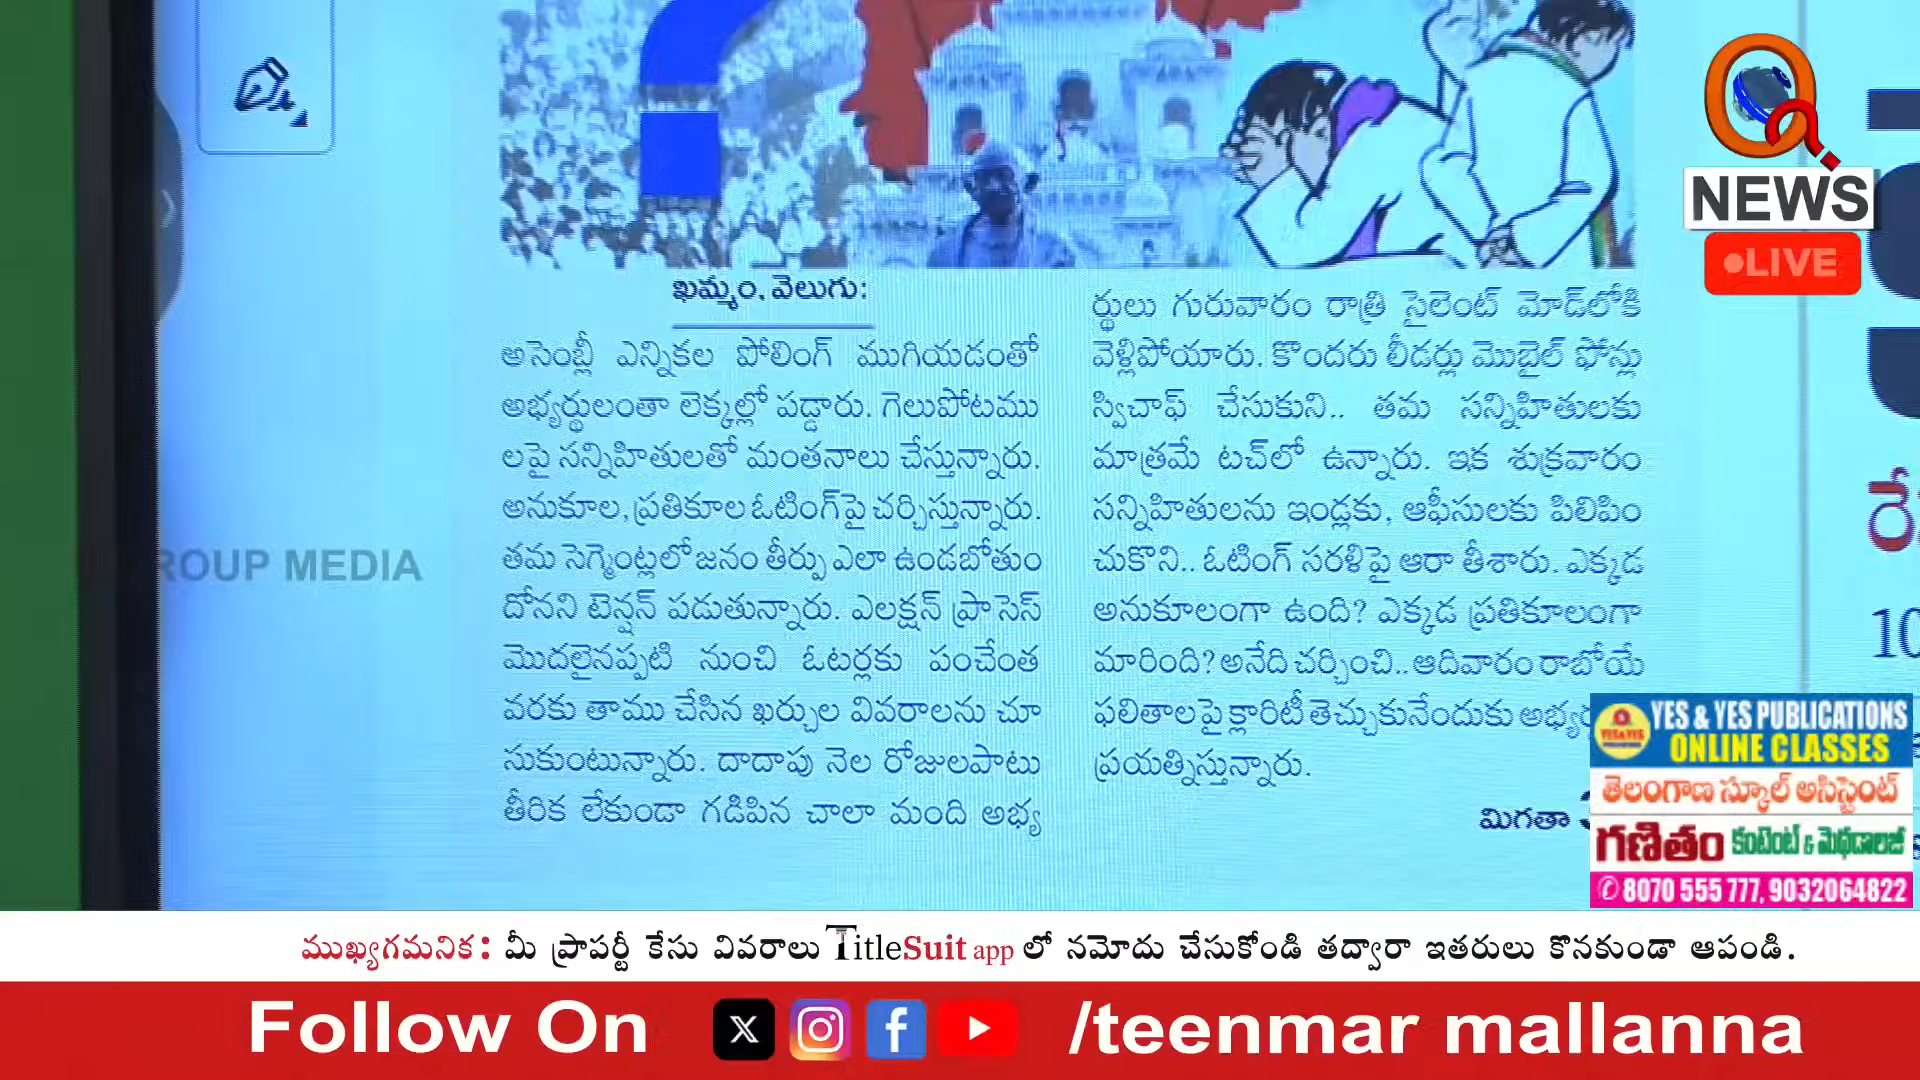 NEWS
LIVE
ఖమ్మం, వెలుగు:
అసెంబ్లీ ఎన్నికల పోలింగ్ ముగియడంతో
అభ్యర్థులంతా లెక్కల్లో పడ్డారు. గెలుపోటము
లపై సన్నిహితులతో మంతనాలు చేస్తున్నారు.
అనుకూల, ప్రతికూల ఓటింగ్‌పై చర్చిస్తున్నారు.
తమ సెగ్మెంట్లలో జనం తీర్పు ఎలా ఉండబోతుం
దోనని టెన్షన్ పడుతున్నారు. ఎలక్షన్ ప్రాసెస్
మొదలైనప్పటి నుంచి ఓటర్లకు పంచేంత
వరకు తాము చేసిన ఖర్చుల వివరాలను చూ
సుకుంటున్నారు. దాదాపు నెల రోజులపాటు
తీరిక లేకుండా గడిపిన చాలా మంది అభ్య
ర్థులు గురువారం రాత్రి సైలెంట్ మోడ్‌లోకి
వెళ్లిపోయారు. కొందరు లీడర్లు మొబైల్ ఫోన్లు
స్విచాఫ్ చేసుకుని.. తమ సన్నిహితులకు
మాత్రమే టచ్‌లో ఉన్నారు. ఇక శుక్రవారం
సన్నిహితులను ఇండ్లకు, ఆఫీసులకు పిలిపిం
చుకొని.. ఓటింగ్ సరళిపై ఆరా తీశారు. ఎక్కడ
అనుకూలంగా ఉంది? ఎక్కడ ప్రతికూలంగా
మారింది? అనేది చర్చించి.. ఆదివారం రాబోయే
ఫలితాలపై క్లారిటీ తెచ్చుకునేందుకు
ప్రయత్నిస్తున్నారు.
మిగతా
ROUP MEDIA
10
YES & YES PUBLICATIONS
ONLINE CLASSES
తెలంగాణ స్కూల్ అసిస్టెంట్
గణితం కంటెంట్ & మెథడాలజీ
8070 555 777, 9032064822
ముఖ్యగమనిక: మీ ప్రాపర్టీ కేసు వివరాలు TitleSuit app లో నమోదు చేసుకోండి తద్వారా ఇతరులు కొనకుండా ఆపండి.
Follow On /teenmar mallanna